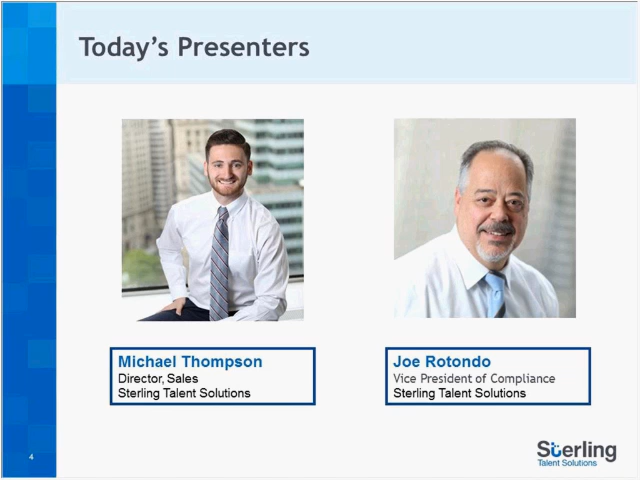 Today's Presenters
Michael Thompson
Director, Sales
Sterling Talent Solutions
Joe Rotondo
Vice President of Compliance
Sterling Talent Solutions
4
Sterling
Talent Solutions